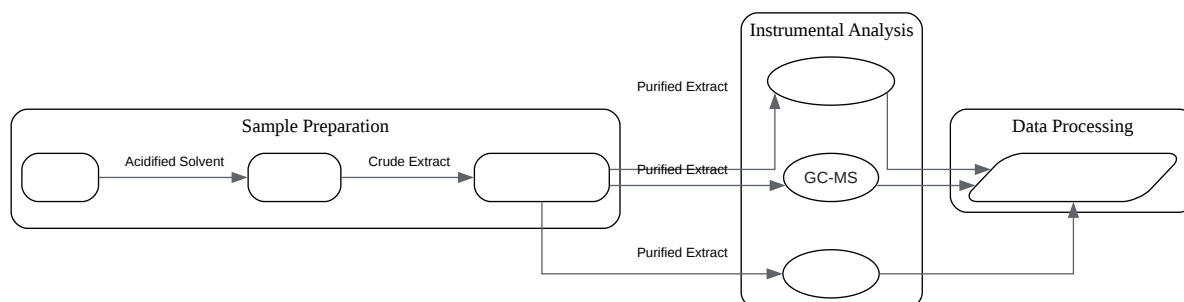 Instrumental Analysis
Purified Extract
Sample Preparation
Data Processing
Acidified Solvent
Crude Extract
Purified Extract
GC-MS
Purified Extract